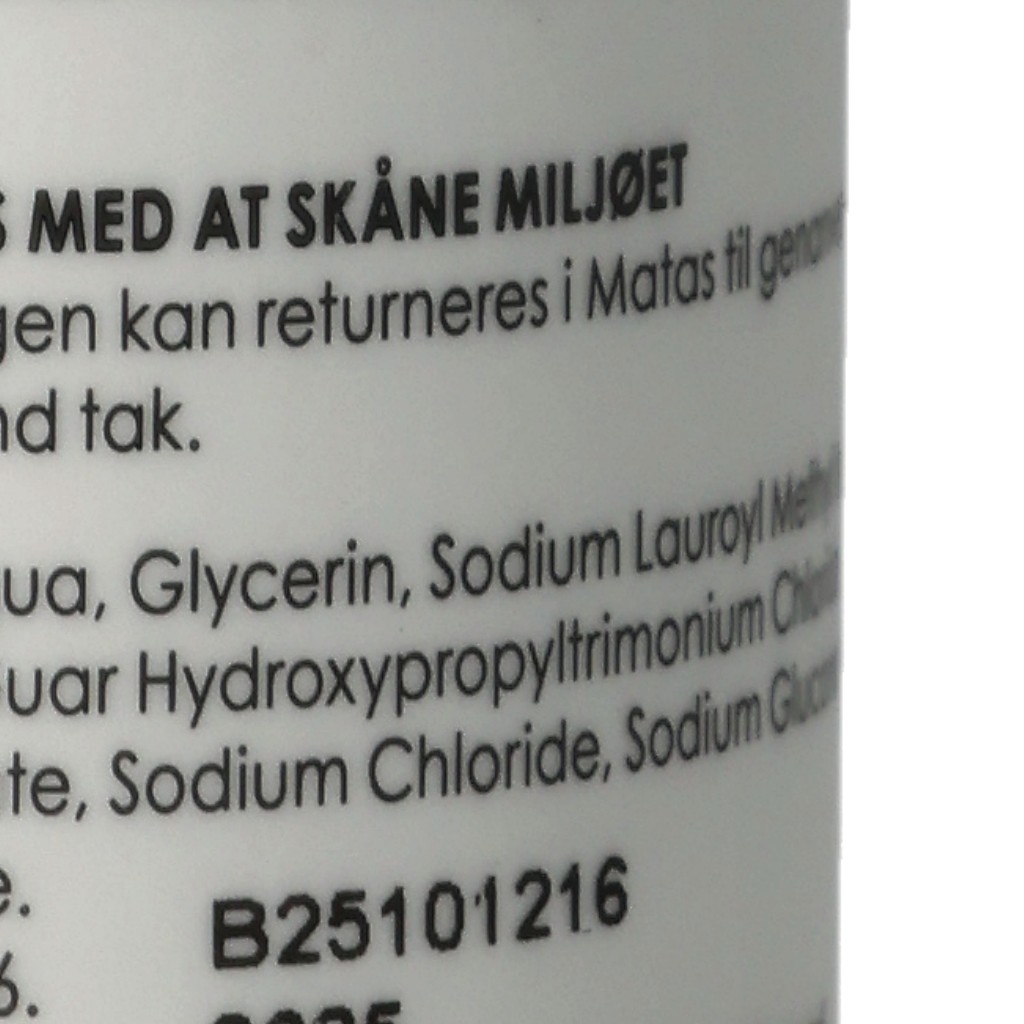 MED AT SKÅNE MILJØET
gen kan returneres i Matas til
nd tak.
ua, Glycerin, Sodium Lauroyl
uar Hydroxypropyltrimonium
te, Sodium Chloride, Sodium
e.
B25101216
6.